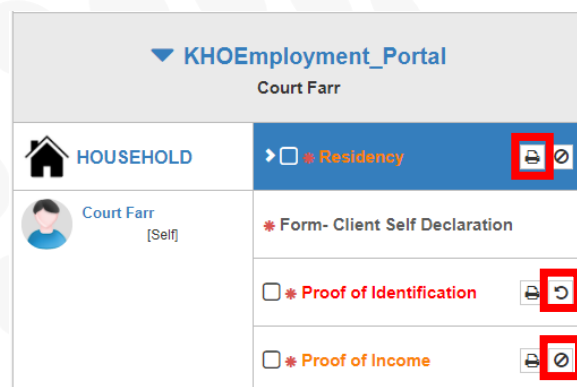 KHOEmployment_Portal
Court Farr
HOUSEHOLD
* Residency
Court Farr
[Self]
* Form- Client Self Declaration
* Proof of Identification
* Proof of Income